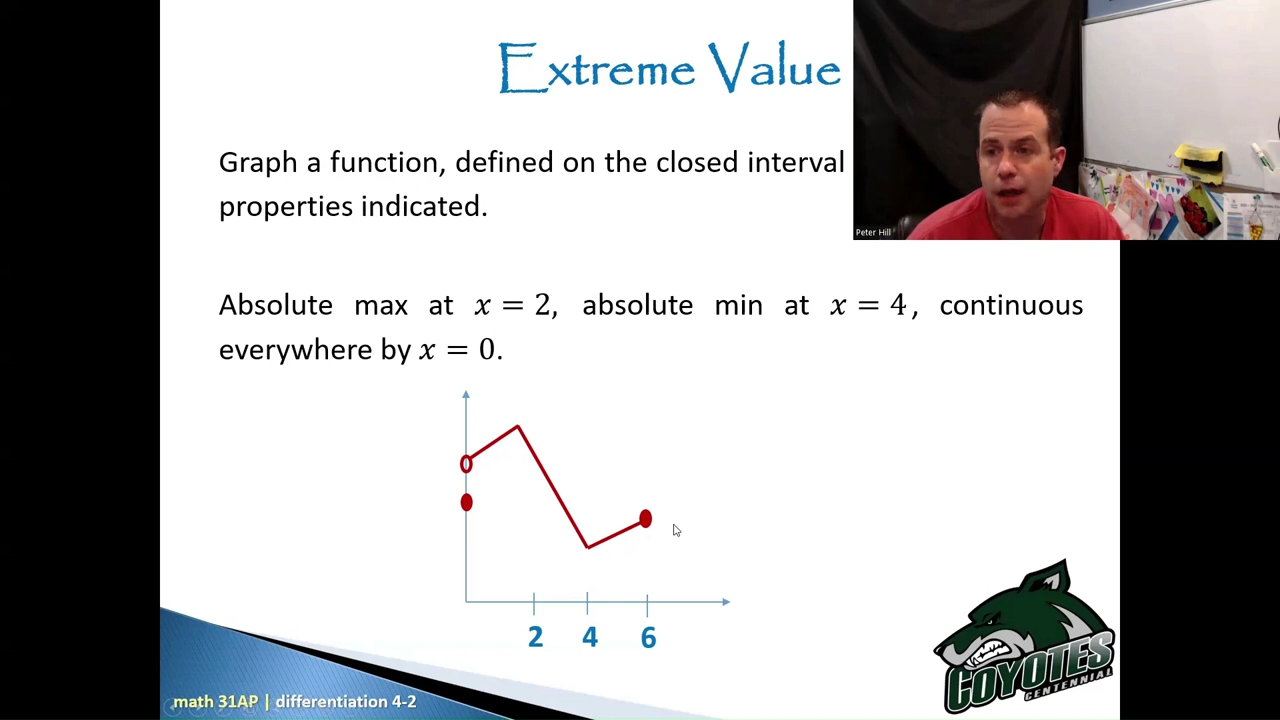 Extreme Value
Graph a function, defined on the closed interval
properties indicated.
Peter Hill
Absolute max at x = 2, absolute min at x = 4, continuous
everywhere by x = 0.
2 4 6
COYOTES
CENTENNIAL
math 31AP | differentiation 4-2